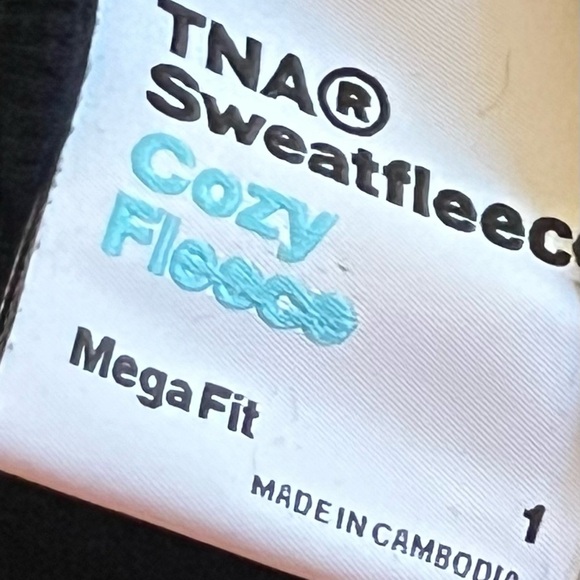 TNA®
Sweatfleec
Cozy
Fleece
Mega Fit
1
MADE IN CAMBODIA